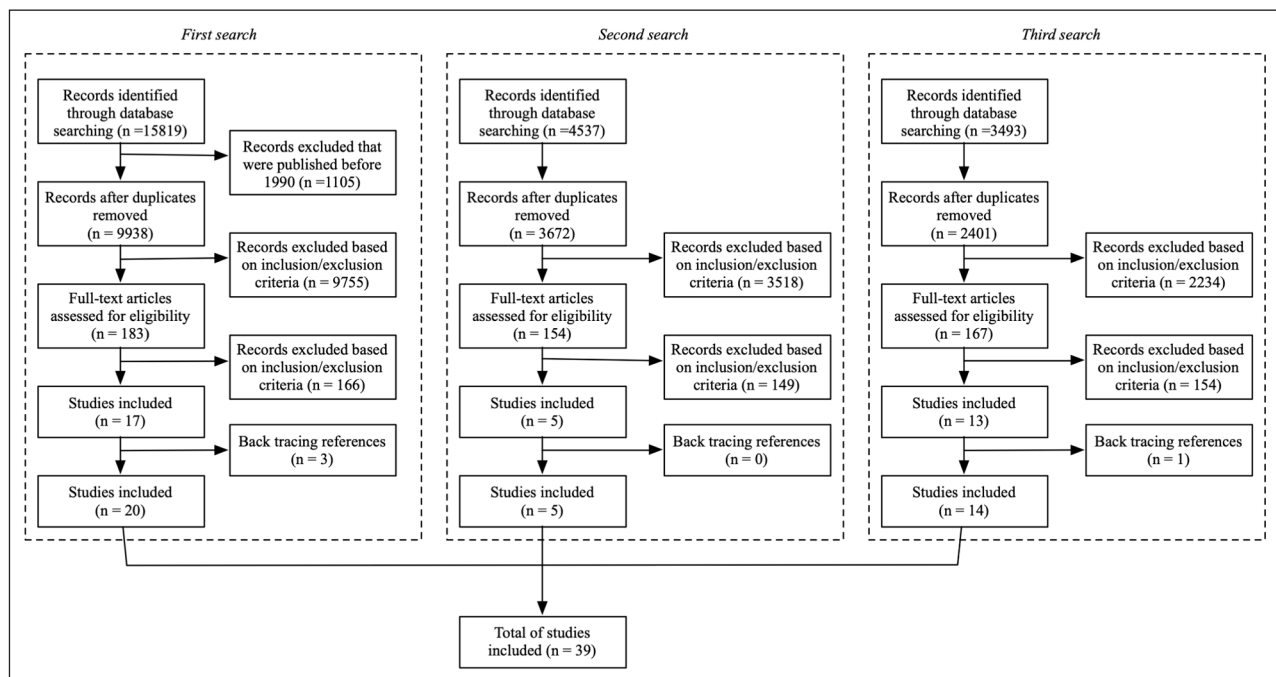 First search
Records identified
through database
searching (n =15819)
Records excluded that
were published before
1990 (n =1105)
Records after duplicates
removed
(n = 9938)
Records excluded based
on inclusion/exclusion
criteria (n = 9755)
Full-text articles
assessed for eligibility
(n = 183)
Records excluded based
on inclusion/exclusion
criteria (n = 166)
Studies included
(n = 17)
Back tracing references
(n = 3)
Studies included
(n = 20)
Second search
Records identified
through database
searching (n =4537)
Records after duplicates
removed
(n = 3672)
Records excluded based
on inclusion/exclusion
criteria (n = 3518)
Full-text articles
assessed for eligibility
(n = 154)
Records excluded based
on inclusion/exclusion
criteria (n = 149)
Studies included
(n = 5)
Back tracing references
(n = 0)
Studies included
(n = 5)
Third search
Records identified
through database
searching (n =3493)
Records after duplicates
removed
(n = 2401)
Records excluded based
on inclusion/exclusion
criteria (n = 2234)
Full-text articles
assessed for eligibility
(n = 167)
Records excluded based
on inclusion/exclusion
criteria (n = 154)
Studies included
(n = 13)
Back tracing references
(n = 1)
Studies included
(n = 14)
Total of studies
included (n = 39)